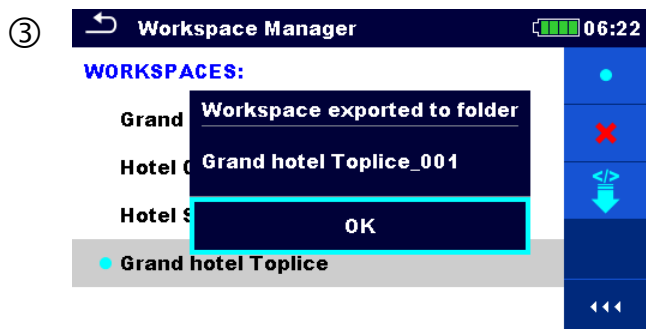 ③
Workspace Manager 06:22
WORKSPACES:
Grand
Hotel
Hotel
Grand hotel Toplice
Workspace exported to folder
Grand hotel Toplice_001
OK